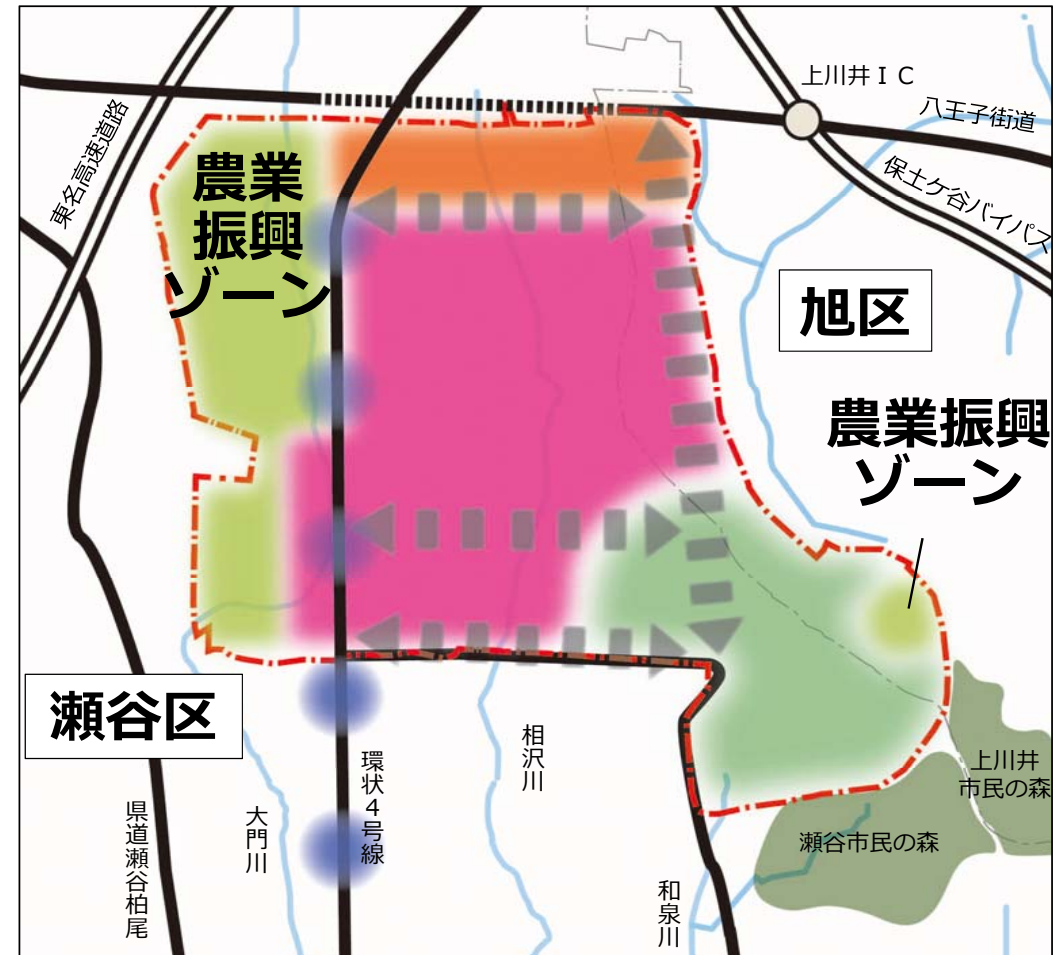 上川井ＩＣ
八王子街道
東名高速道路
保土ケ谷バイパス
農業
振興
ゾーン
旭区
農業振興
ゾーン
瀬谷区
相沢川
環状４号線
上川井
市民の森
県道瀬谷柏尾
大門川
瀬谷市民の森
和泉川